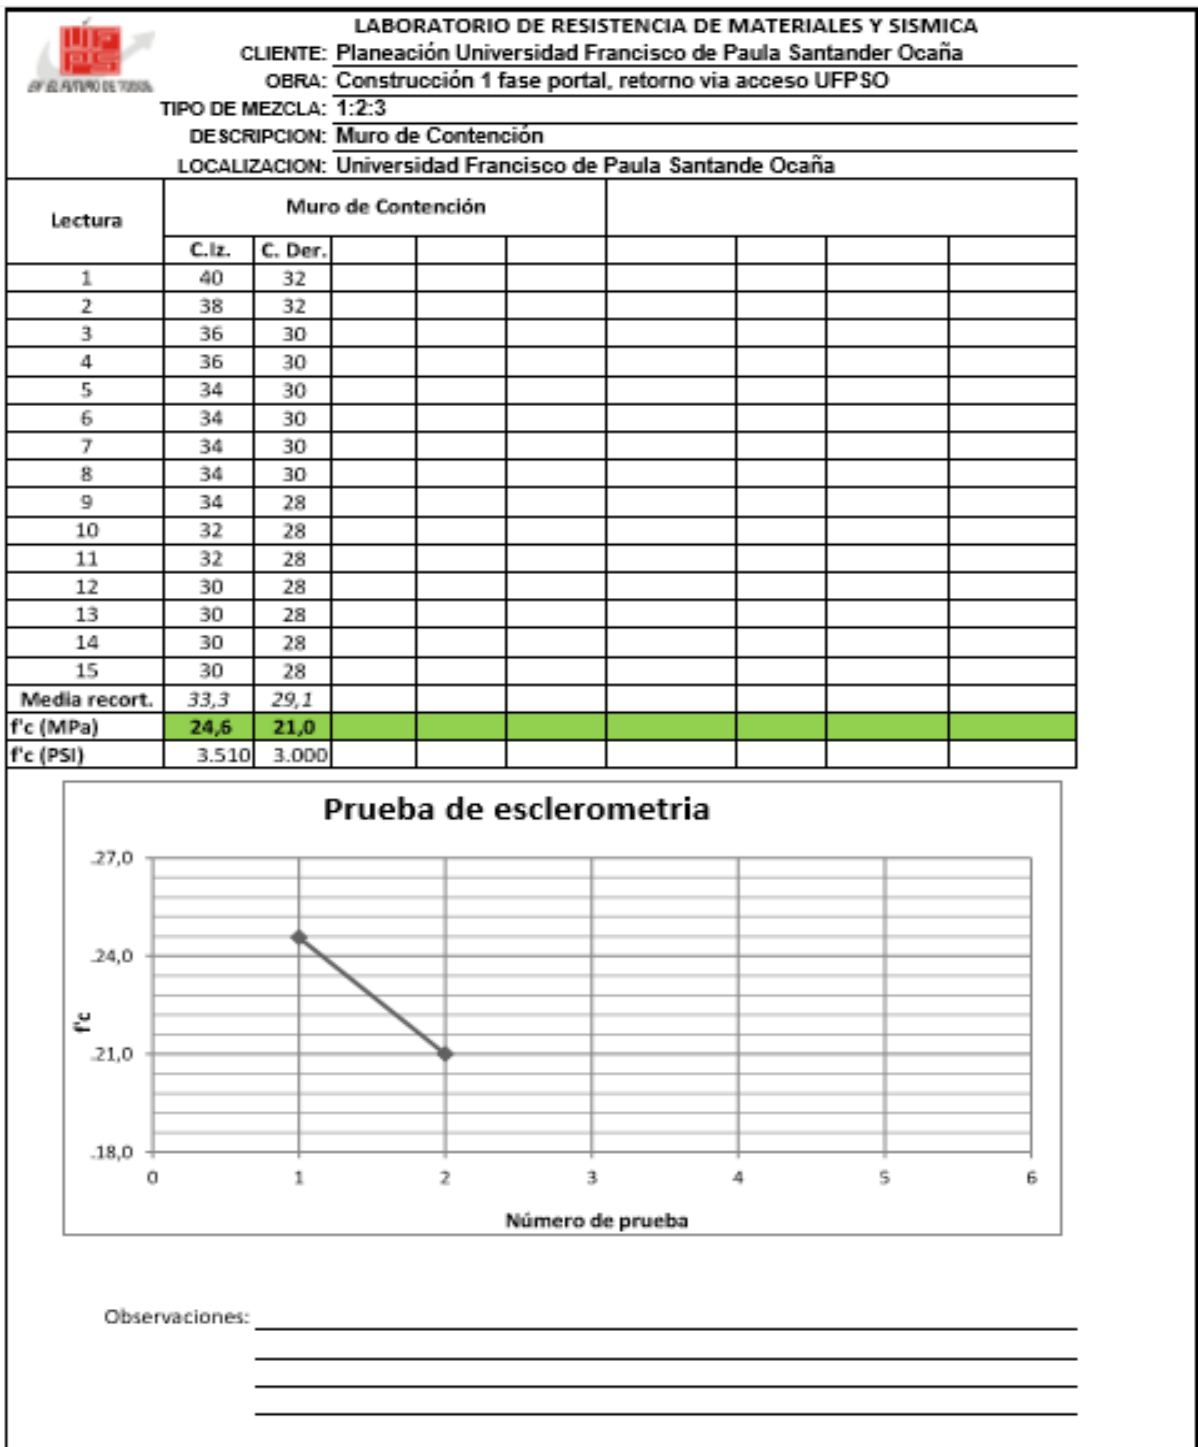 LABORATORIO DE RESISTENCIA DE MATERIALES Y SISMICA
CLIENTE: Planeación Universidad Francisco de Paula Santander Ocaña
OBRA: Construcción 1 fase portal, retorno via acceso UFPSO
TIPO DE MEZCLA: 1:2:3
DESCRIPCION: Muro de Contención
LOCALIZACION: Universidad Francisco de Paula Santande Ocaña
Lectura Muro de Contención
C.Iz. C. Der.
1 40 32
2 38 32
3 36 30
4 36 30
5 34 30
6 34 30
7 34 30
8 34 30
9 34 28
10 32 28
11 32 28
12 30 28
13 30 28
14 30 28
15 30 28
Media recort. 33,3 29,1
f'c (MPa) 24,6 21,0
f'c (PSI) 3.510 3.000
Prueba de esclerometria
.27,0
.24,0
f'c
.21,0
.18,0
0 1 2 3 4 5 6
Número de prueba
Observaciones: